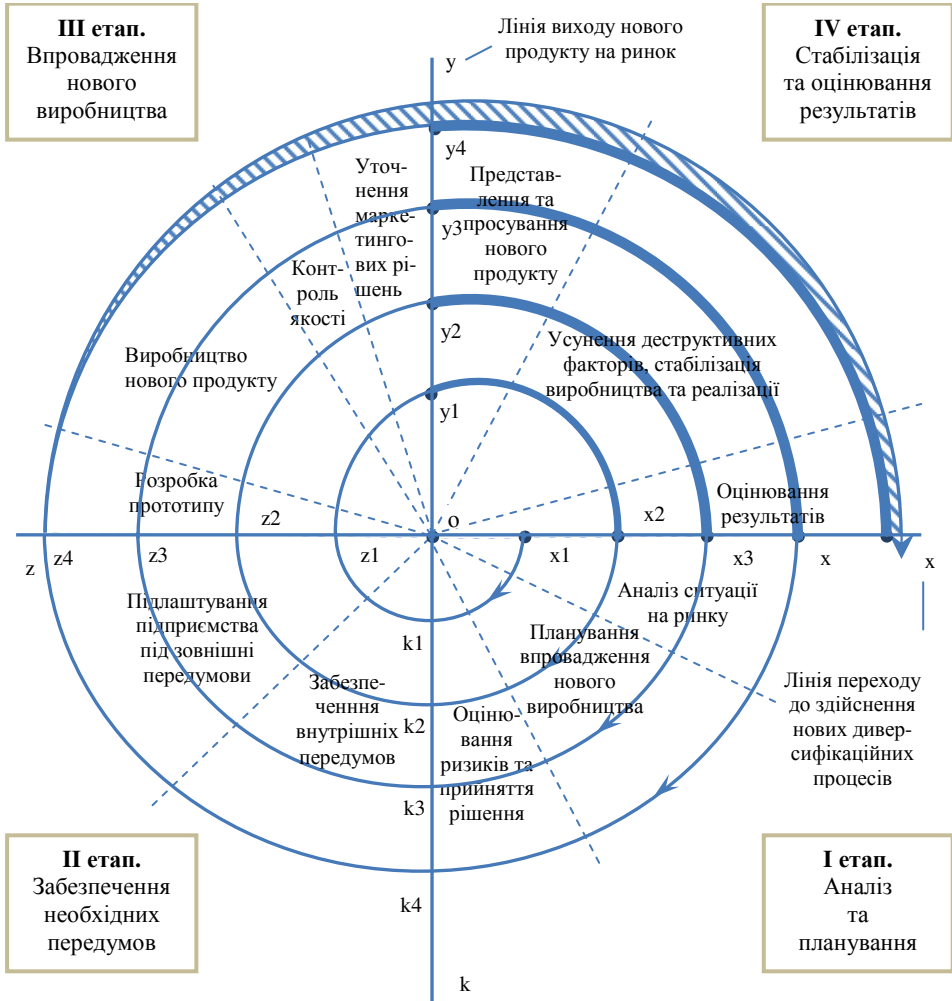 ІІІ етап.
Впровадження
нового
виробництва
Лінія виходу нового
продукту на ринок
y
ІV етап.
Стабілізація
та оцінювання
результатів
y4
Уточ-
нення
марке-
тинго-
вих рі-
шень
Представ-
лення та
просування
нового
продукту
y3
Конт-
роль
якості
y2
Виробництво
нового продукту
Усунення деструктивних
факторів, стабілізація
виробництва та реалізації
y1
Розробка
прототипу
z2
o
x2
Оцінювання
результатів
z
z4
z3
z1
x1
x3
x
x
Підлаштування
підприємства
під зовнішні
передумови
Аналіз ситуації
на ринку
k1
Планування
впровадження
нового
виробництва
Забезпе-
ченння
внутрішніх
передумов
k2
Оціню-
вання
ризиків та
прийняття
рішення
Лінія переходу
до здійснення
нових дивер-
сифікаційних
процесів
k3
ІІ етап.
Забезпечення
необхідних
передумов
k4
І етап.
Аналіз
та
планування
k